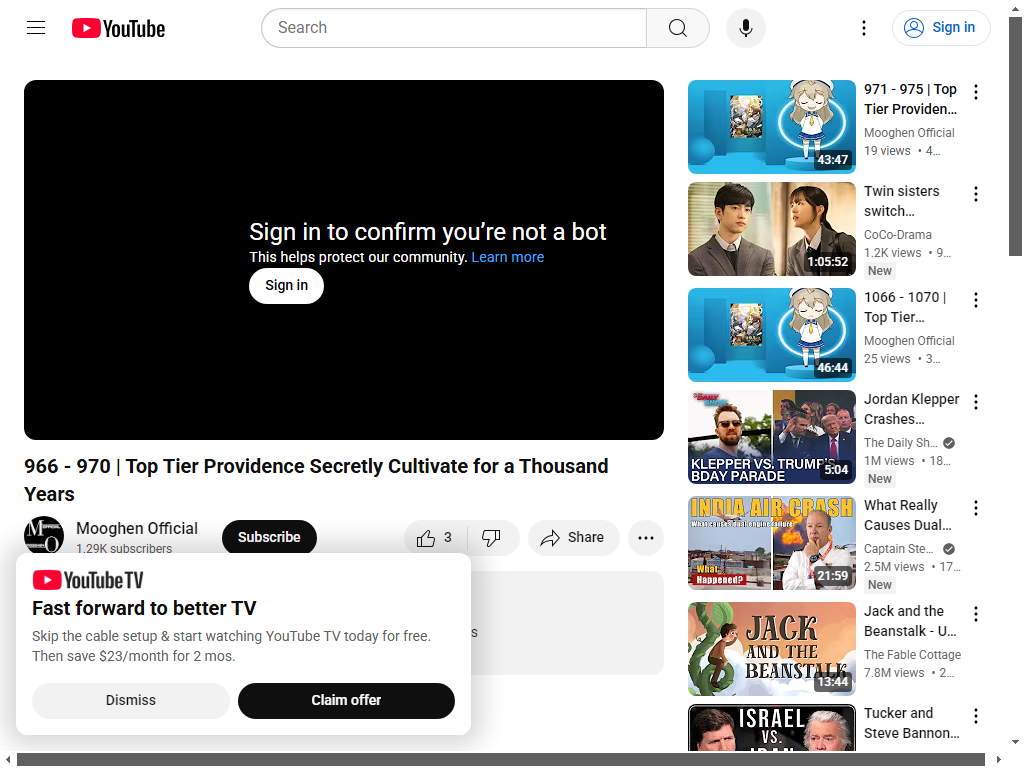 YouTube
Search
Sign in
Sign in to confirm you’re not a bot
This helps protect our community. Learn more
Sign in
966 - 970 | Top Tier Providence Secretly Cultivate for a Thousand
Years
Mooghen Official
1.29K subscribers
Subscribe
3
Share
s
YouTube TV
Fast forward to better TV
Skip the cable setup & start watching YouTube TV today for free.
Then save $23/month for 2 mos.
Dismiss
Claim offer
43:47
971 - 975 | Top
Tier Providen...
Mooghen Official
19 views • 4...
1:05:52
Twin sisters
switch...
CoCo-Drama
1.2K views • 9...
New
46:44
1066 - 1070 |
Top Tier...
Mooghen Official
25 views • 3...
KLEPPER VS. TRUMP'S
BDAY PARADE
5:04
Jordan Klepper
Crashes...
The Daily Sh...
1M views • 18...
New
INDIA AIR CRASH
What causes dual engine failure
What
Happened?
21:59
What Really
Causes Dual...
Captain Ste...
2.5M views • 17...
New
JACK
AND THE
BEANSTALK
13:44
Jack and the
Beanstalk - U...
The Fable Cottage
7.8M views • 2...
ISRAEL
VS.
Tucker and
Steve Bannon...